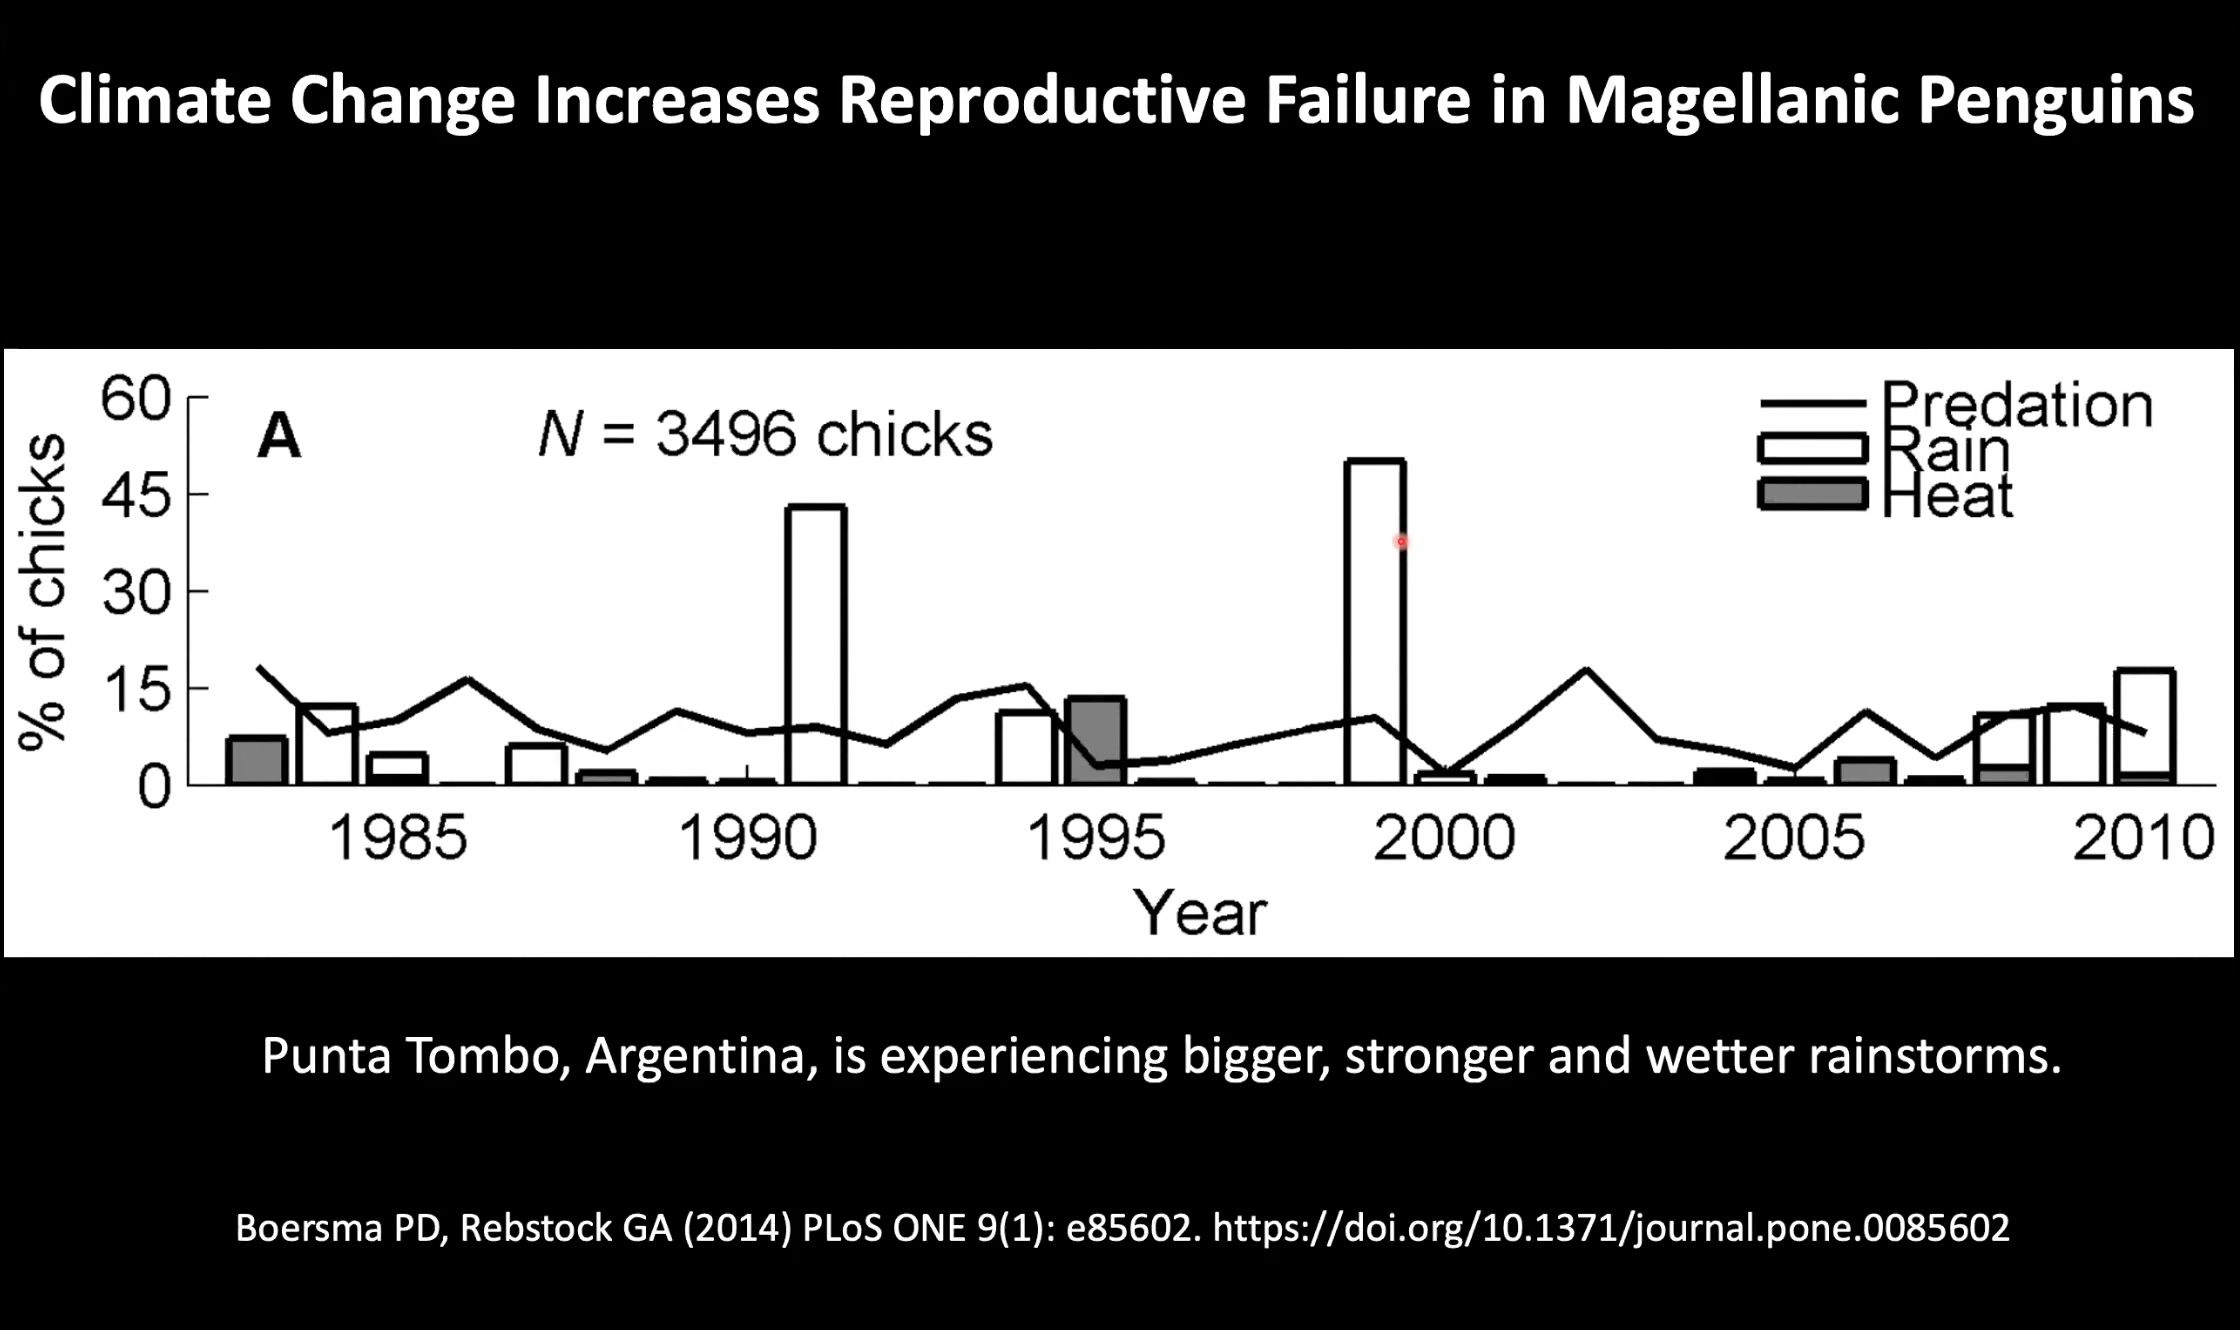 Climate Change Increases Reproductive Failure in Magellanic Penguins
% of chicks
60
45
30
15
0
A
N = 3496 chicks
Predation
Rain
Heat
1985 1990 1995 2000 2005 2010
Year
Punta Tombo, Argentina, is experiencing bigger, stronger and wetter rainstorms.
Boersma PD, Rebstock GA (2014) PLoS ONE 9(1): e85602. https://doi.org/10.1371/journal.pone.0085602